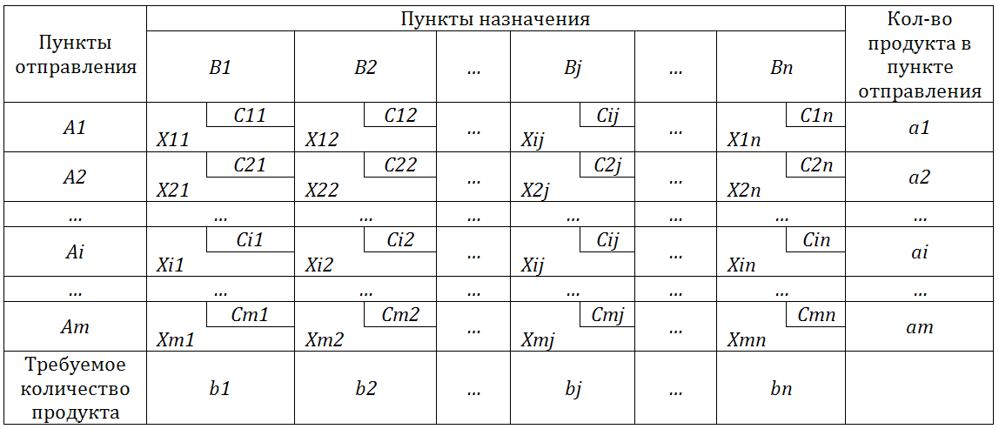 Пункты отправления
Пункты назначения
Кол-во продукта в пункте отправления
B1 B2 ... Bj ... Bn
A1 X11 C11 X12 C12 ... Xij Cij ... X1n C1n a1
A2 X21 C21 X22 C22 ... X2j C2j ... X2n C2n a2
... ... ... ... ... ... ... ...
Ai Xi1 Ci1 Xi2 Ci2 ... Xij Cij ... Xin Cin ai
... ... ... ... ... ... ... ...
Am Xm1 Cm1 Xm2 Cm2 ... Xmj Cmj ... Xmn Cmn am
Требуемое количество продукта b1 b2 ... bj ... bn